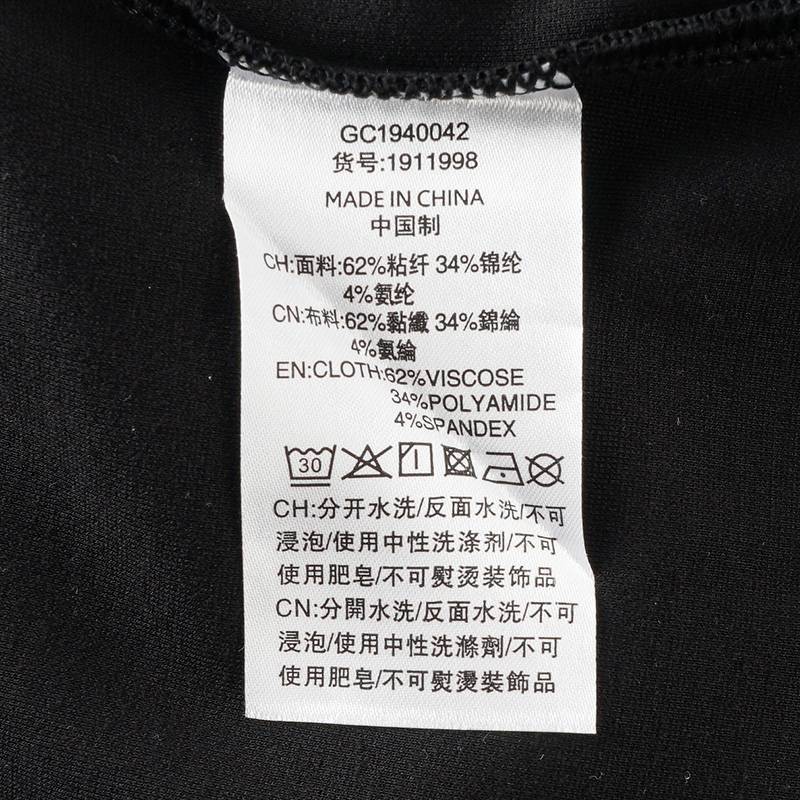 GC1940042
货号:1911998
MADE IN CHINA
中国制
CH:面料:62%粘纤 34%锦纶
4%氨纶
CN:布料:62%黏纖 34%錦綸
4%氨綸
EN:CLOTH:62%VISCOSE
34%POLYAMIDE
4%SPANDEX
30
CH:分开水洗/反面水洗/不可
浸泡/使用中性洗涤剂/不可
使用肥皂/不可熨烫装饰品
CN:分開水洗/反面水洗/不可
浸泡/使用中性洗滌劑/不可
使用肥皂/不可熨燙裝飾品